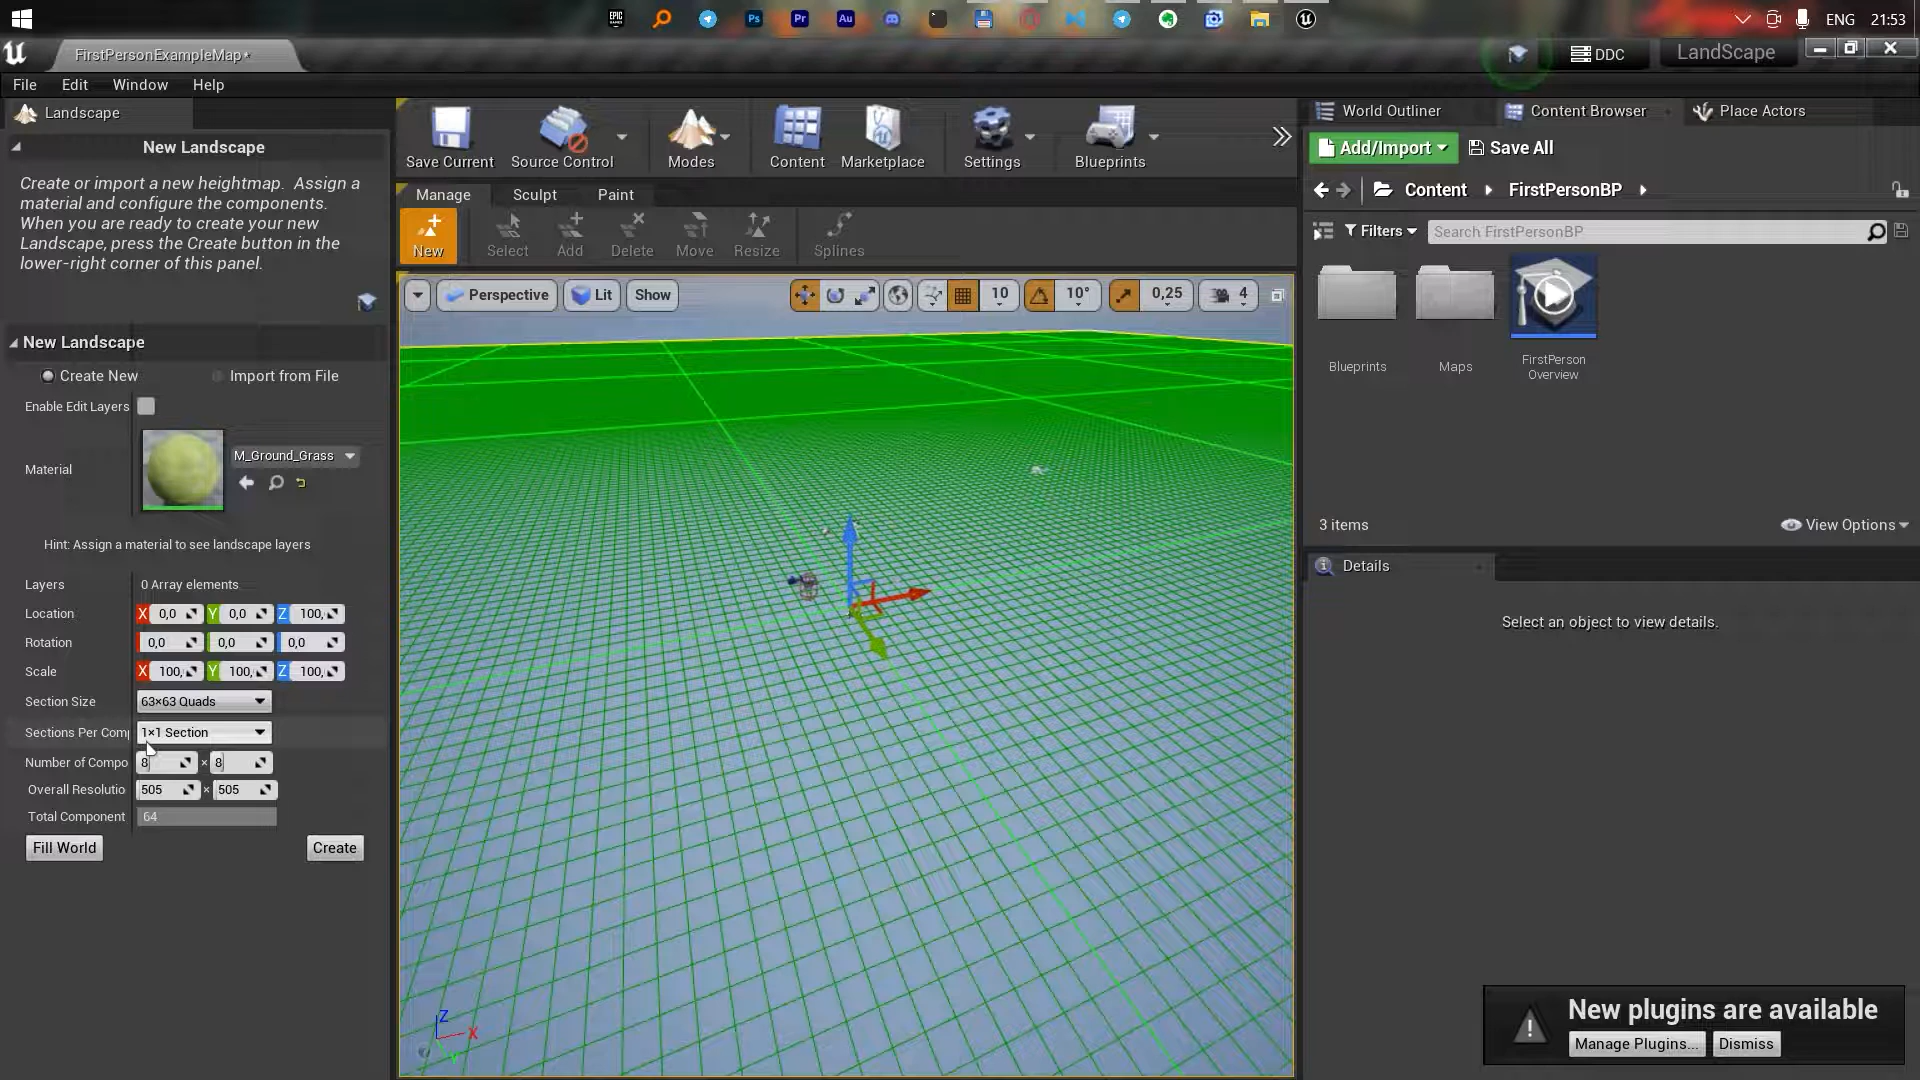 EPIC GAMES
Ps
Pr
Au
ENG
21:53
FirstPersonExampleMap*
DDC
LandScape
File Edit Window Help
Landscape
New Landscape
Create or import a new heightmap. Assign a
material and configure the components.
When you are ready to create your new
Landscape, press the Create button in the
lower-right corner of this panel.
New Landscape
Create New
Import from File
Enable Edit Layers
Material
M_Ground_Grass
Hint: Assign a material to see landscape layers
Layers 0 Array elements
Location X 0,0 Y 0,0 Z 100,
Rotation 0,0 0,0 0,0
Scale X 100, Y 100, Z 100,
Section Size 63×63 Quads
Sections Per Comp 1×1 Section
Number of Compo 8 × 8
Overall Resolutio 505 × 505
Total Component 64
Fill World
Create
Save Current
Source Control
Modes
Content
Marketplace
Settings
Blueprints
Manage Sculpt Paint
New
Select
Add
Delete
Move
Resize
Splines
Perspective
Lit
Show
10
10°
0,25
4
Z
X
Y
World Outliner
Content Browser
Place Actors
Add/Import
Save All
Content
FirstPersonBP
Filters
Search FirstPersonBP
Blueprints
Maps
FirstPerson
Overview
3 items
View Options
Details
Select an object to view details.
New plugins are available
Manage Plugins...
Dismiss